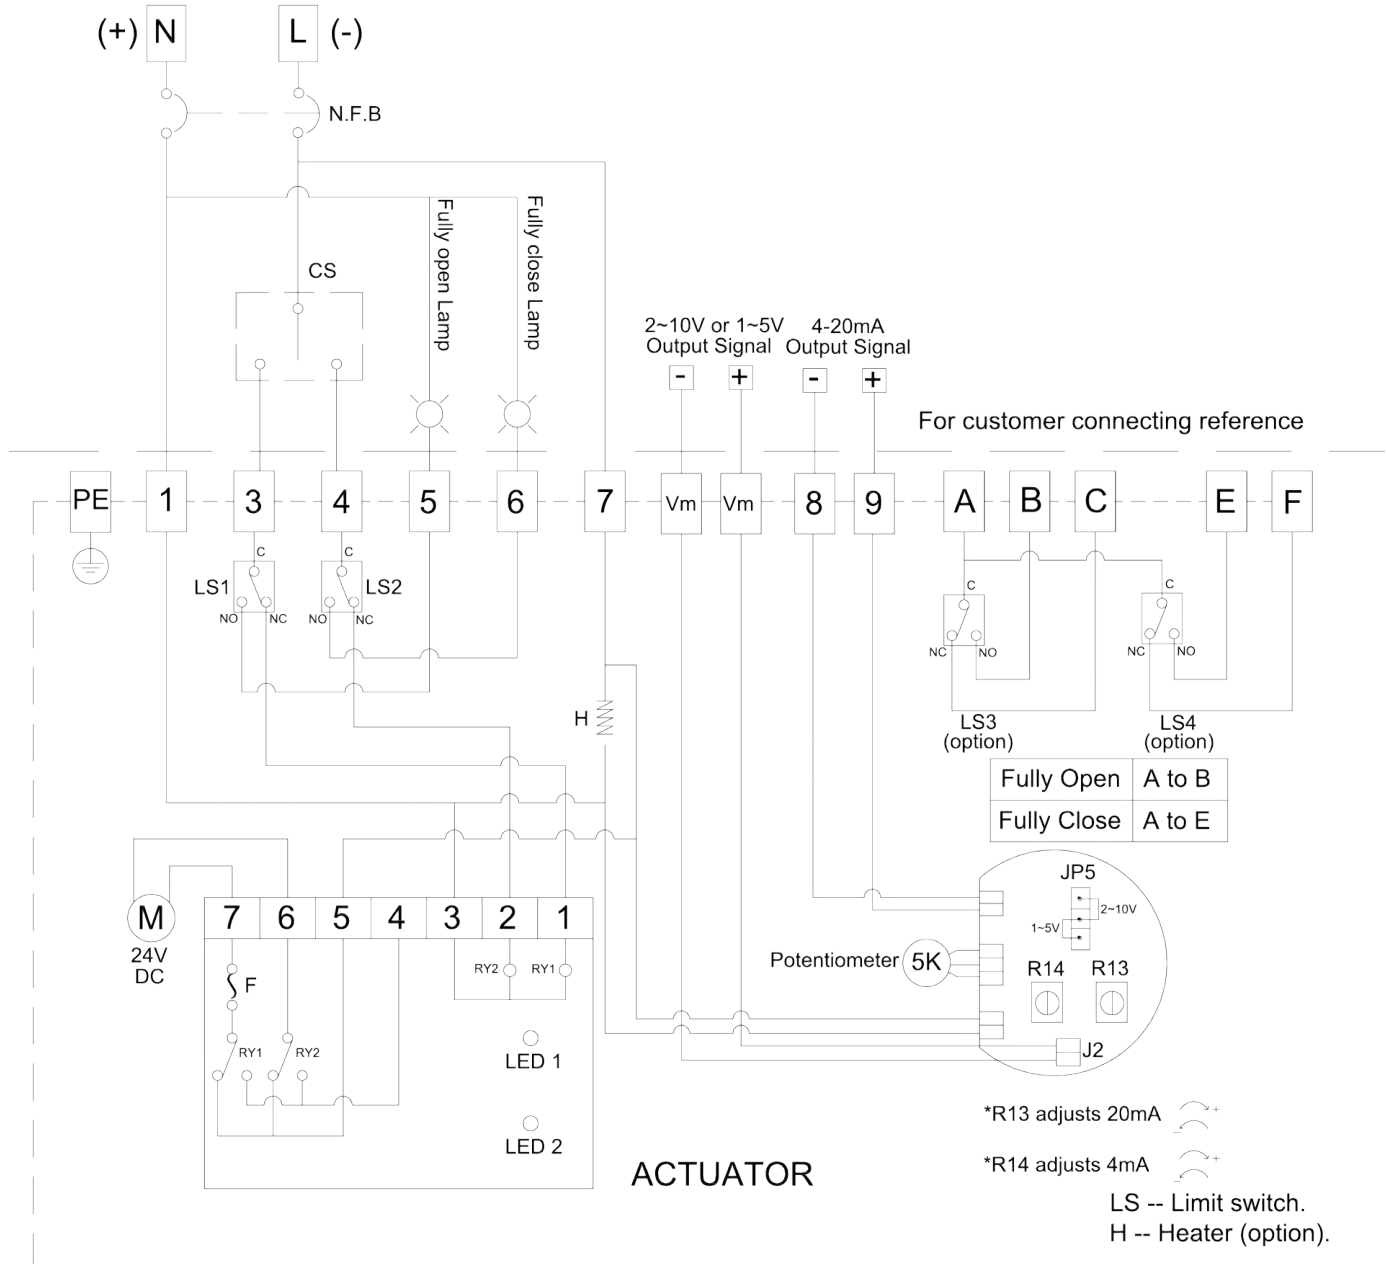 (+) N L (-)
N.F.B
CS
Fully open Lamp
Fully close Lamp
2~10V or 1~5V
Output Signal
4-20mA
Output Signal
- + - +
For customer connecting reference
PE 1 3 4 5 6 7 Vm Vm 8 9 A B C E F
C C
LS1 LS2
NO NC NO NC
C C
NC NO NC NO
LS3
(option)
LS4
(option)
H
Fully Open A to B
Fully Close A to E
M
24V
DC
7 6 5 4 3 2 1
RY2 RY1
F
RY1 RY2
LED 1
LED 2
ACTUATOR
Potentiometer 5K
JP5
2~10V
1~5V
R14 R13
J2
*R13 adjusts 20mA + -
*R14 adjusts 4mA + -
LS -- Limit switch.
H -- Heater (option).